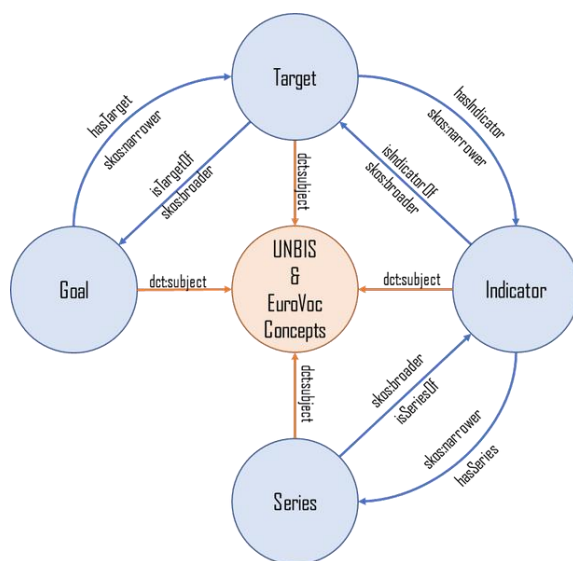 Target
hasTarget
skos:narrower
isTargetOf
skos:broader
dct:subject
hasIndicator
skos:narrower
isIndicatorOf
skos:broader
Goal
dct:subject
UNBIS
&
EuroVoc
Concepts
dct:subject
Indicator
dct:subject
skos:broader
isSeriesOf
skos:narrower
hasSeries
Series